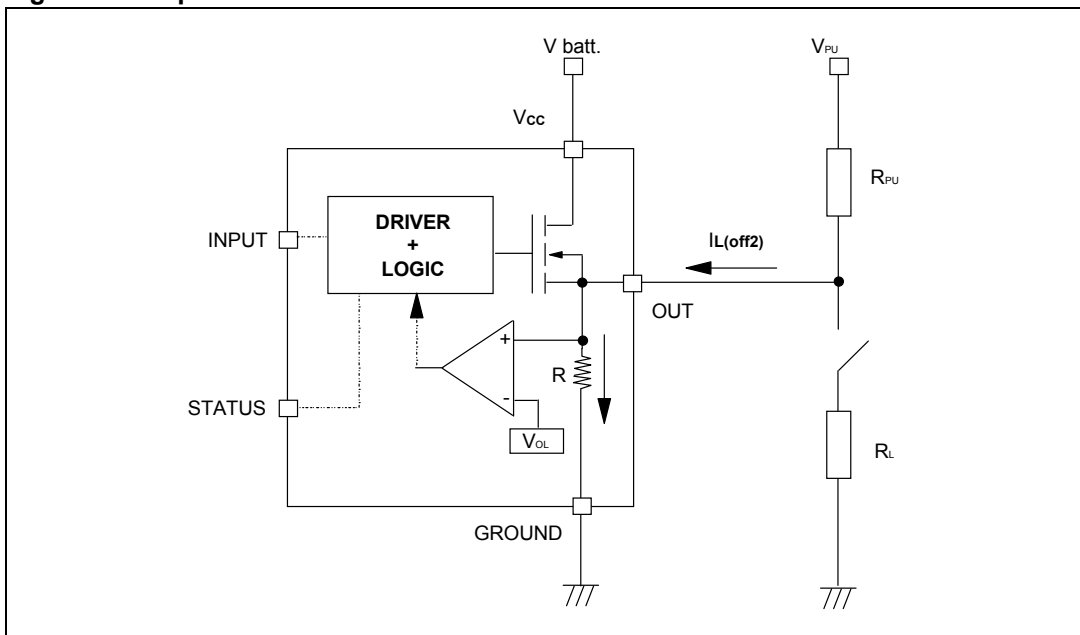 V batt.
VPU
Vcc
RPU
DRIVER
+
LOGIC
INPUT
IL(off2)
OUT
+
R
-
STATUS
VOL
RL
GROUND